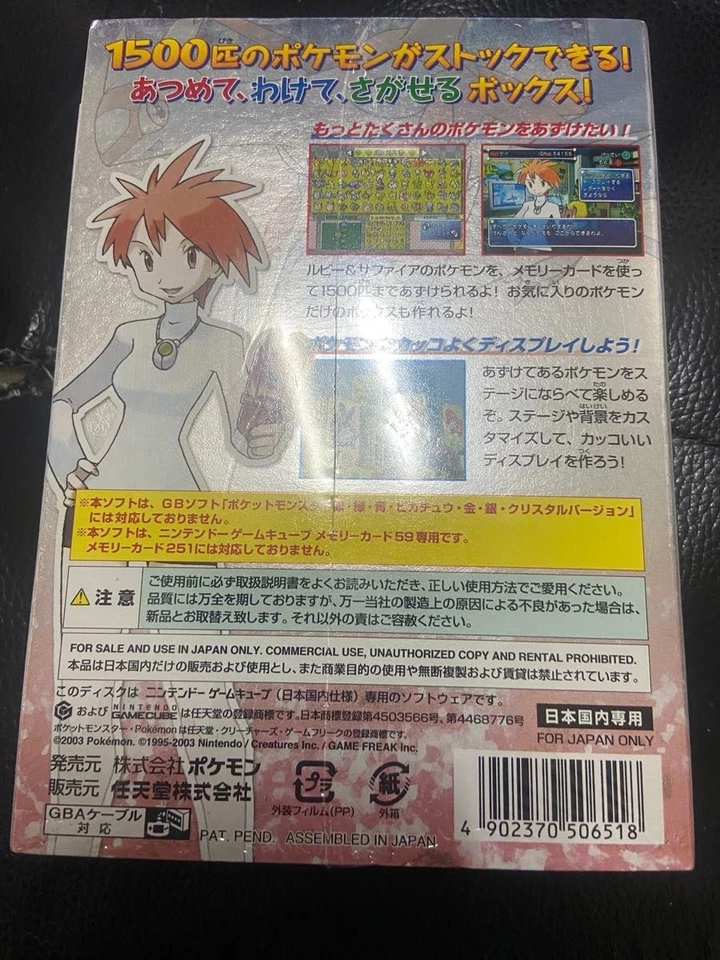 1500匹のポケモンがストックできる!
あつめて、わけて、さがせる ボックス!
もっとたくさんのポケモンをあずけたい!
IDNo.54156
ルビー&サファイアのポケモンを、メモリーカードを使っ
て1500匹まであずけられるよ! お気に入りのポケモン
だけのボックスも作れるよ!
カッコよくディスプレイしよう!
あずけてあるポケモンをス
テージにならべて楽しめる
ぞ。ステージや背景をカス
タマイズして、カッコいい
ディスプレイを作ろう!
※本ソフトは、GBソフト「ポケットモンスター 赤・緑・青・ピカチュウ・金・銀・クリスタルバージョン」
には対応しておりません。
※本ソフトは、ニンテンドーゲームキューブ メモリーカード59専用です。
メモリーカード251には対応しておりません。
注意
ご使用前に必ず取扱説明書をよくお読みいただき、正しい使用方法でご愛用ください。
品質には万全を期しておりますが、万一当社の製造上の原因による不良があった場合は、
新品とお取替え致します。それ以外の責はご容赦ください。
FOR SALE AND USE IN JAPAN ONLY. COMMERCIAL USE, UNAUTHORIZED COPY AND RENTAL PROHIBITED.
本品は日本国内だけの販売および使用とし、また商業目的の使用や無断複製および賃貸は禁止されています。
このディスクは ニンテンドー ゲームキューブ(日本国内仕様)専用のソフトウェアです。
および NINTENDO GAMECUBE は任天堂の登録商標です。日本商標登録第4503566号、第4468776号
ポケットモンスター・Pokémon は任天堂・クリーチャーズ・ゲームフリークの登録商標です。
©2003 Pokémon. ©1995-2003 Nintendo / Creatures inc. / GAME FREAK inc.
日本国内専用
FOR JAPAN ONLY
発売元 株式会社 ポケモン
販売元 任天堂株式会社
GBAケーブル
対応
プラ
外装フィルム(PP)
紙
外箱
PAT. PEND. ASSEMBLED IN JAPAN
4 902370 506518